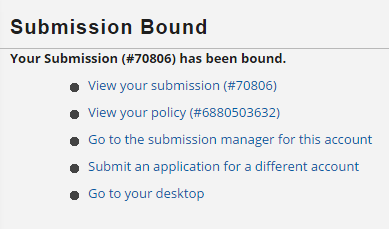 Submission Bound
Your Submission (#70806) has been bound.
View your submission (#70806)
View your policy (#6880503632)
Go to the submission manager for this account
Submit an application for a different account
Go to your desktop